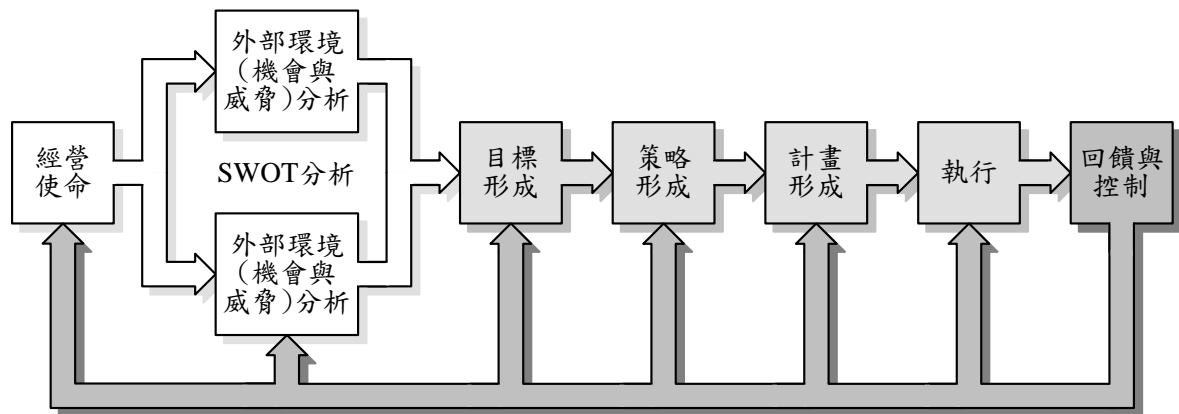 經營
使命
外部環境
(機會與
威脅)分析
SWOT分析
外部環境
(機會與
威脅)分析
目標
形成
策略
形成
計畫
形成
執行
回饋與
控制